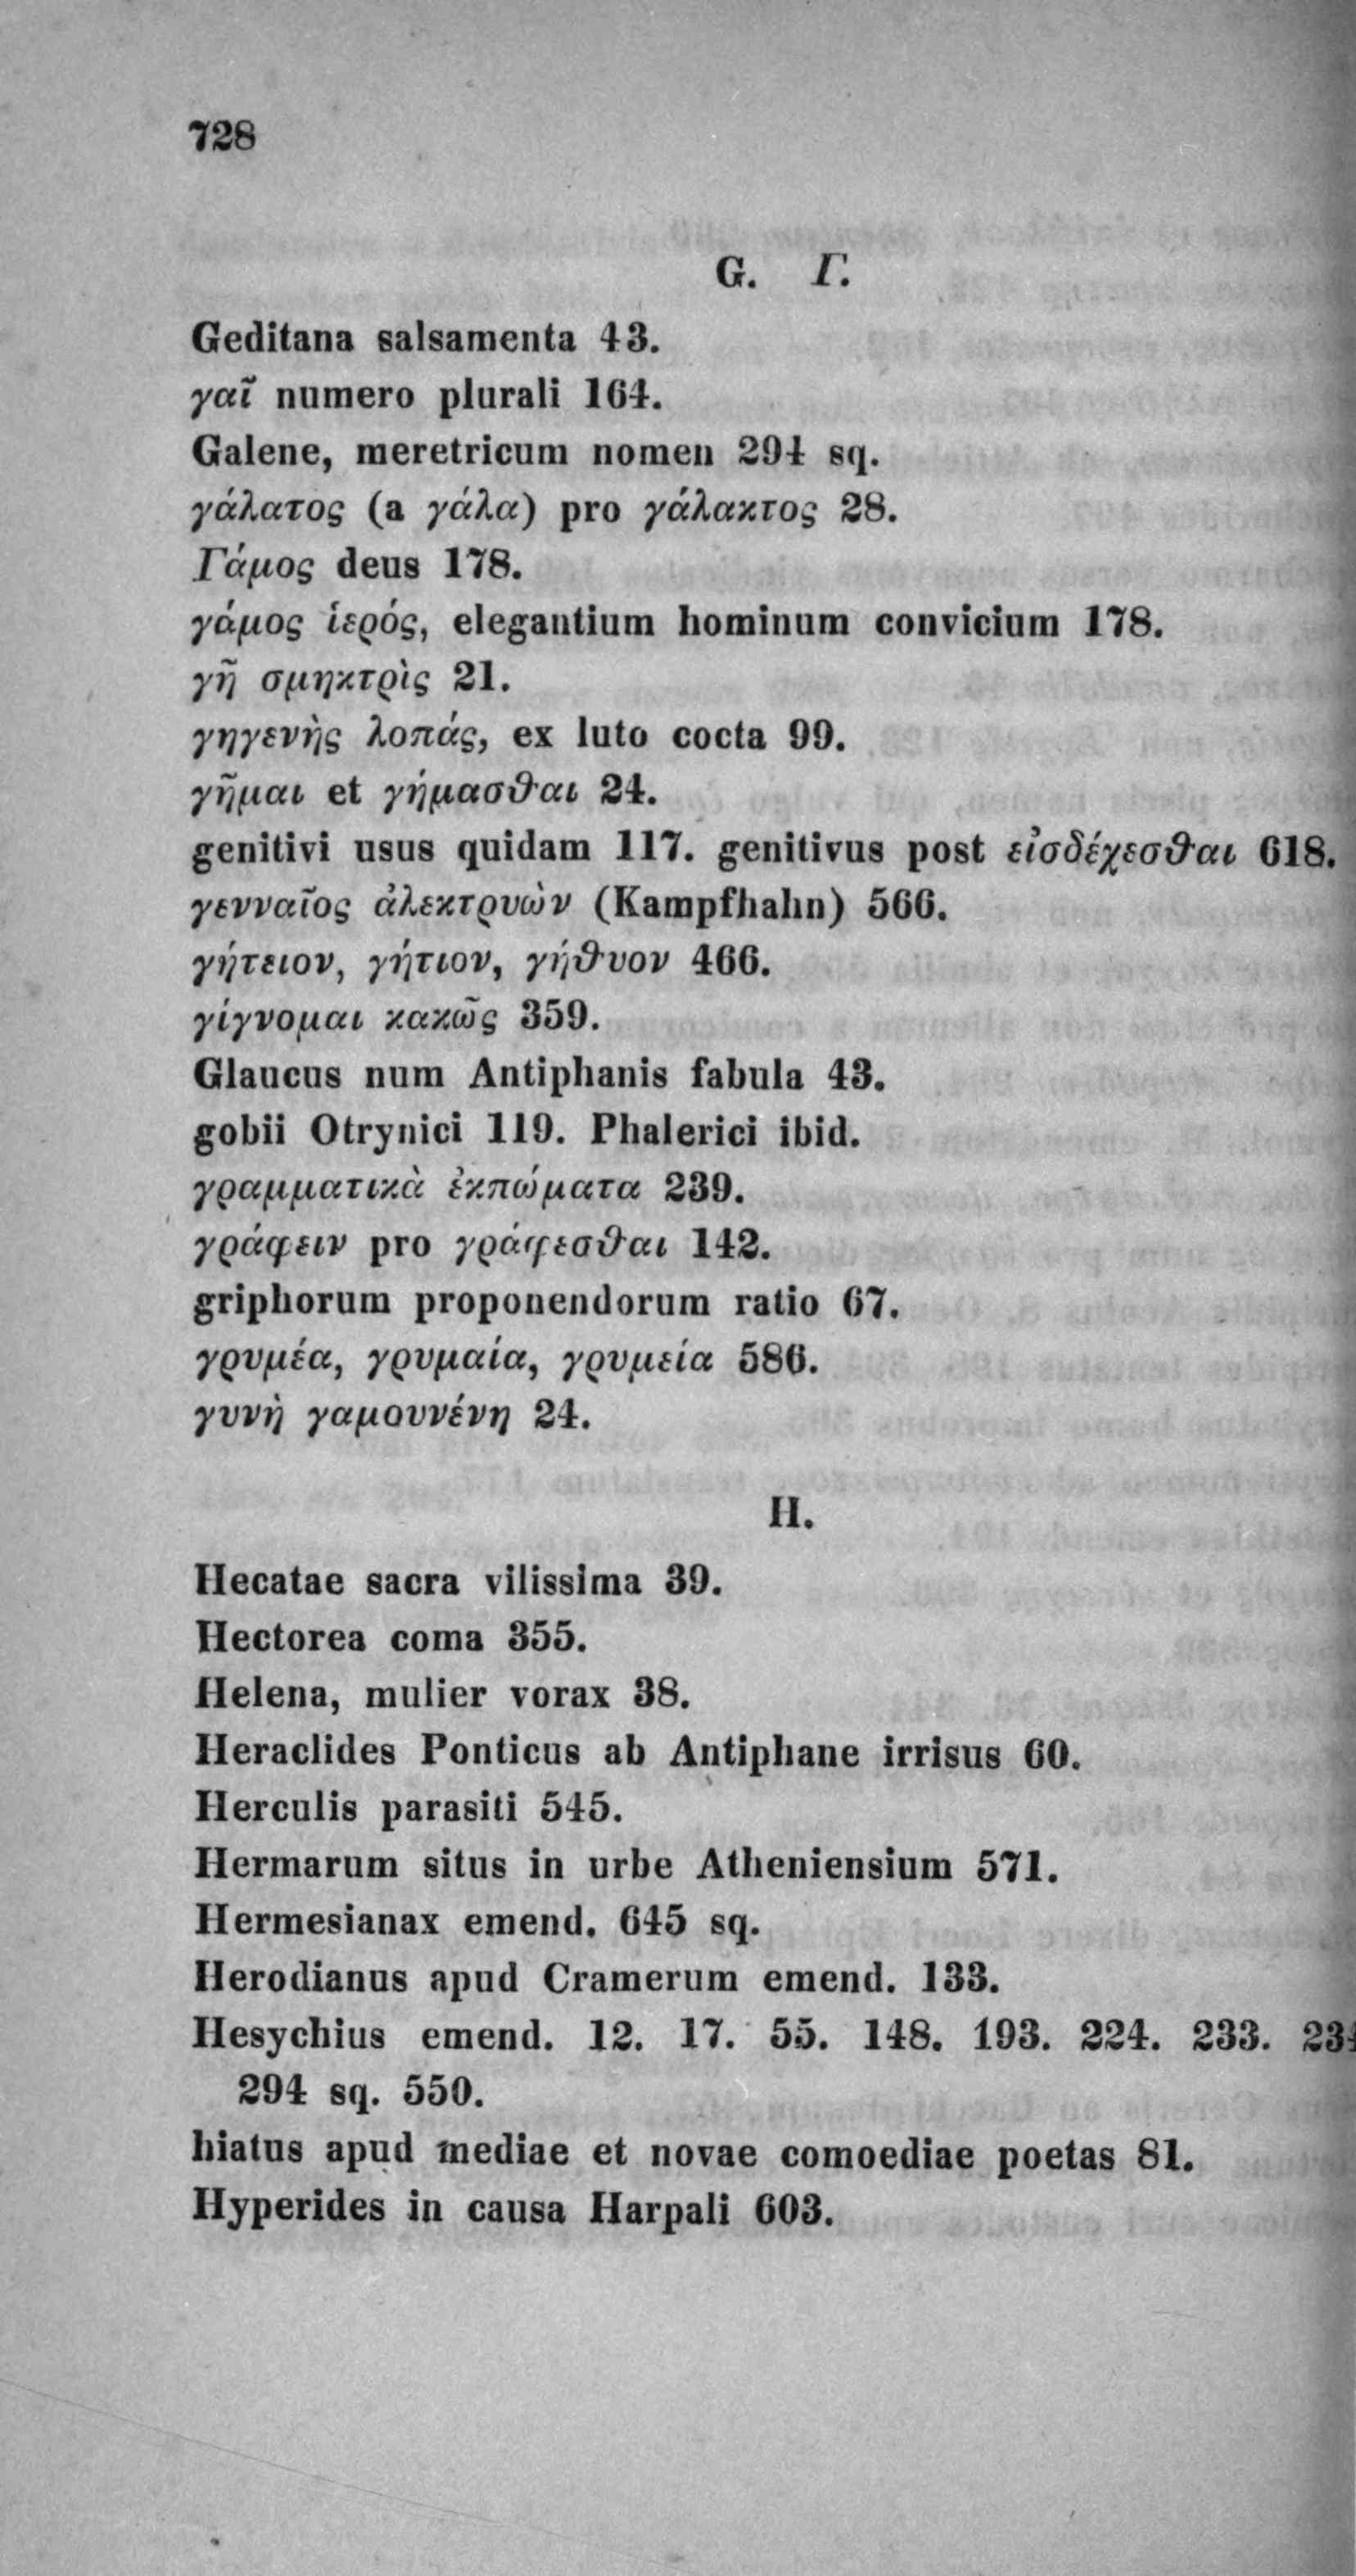 728
G. Γ.
Geditana salsamenta 43.
γαῖ numero plurali 164.
Galene, meretricum nomen 294 sq.
γάλατος (a γάλα) pro γάλακτος 28.
Γάμος deus 178.
γάμος ἱερός, elegantium hominum convicium 178.
γῆ σμηκτρὶς 21.
γηγενὴς λοπάς, ex luto cocta 99.
γῆμαι et γήμασθαι 24.
genitivi usus quidam 117. genitivus post εἰσδέχεσθαι 618.
γενναῖος ἀλεκτρυὼν (Kampfhahn) 566.
γήτειον, γήτιον, γήθυον 466.
γίγνομαι κακῶς 359.
Glaucus num Antiphanis fabula 43.
gobii Otrynici 119. Phalerici ibid.
γραμματικὰ ἐκπώματα 239.
γράφειν pro γράφεσθαι 142.
griphorum proponendorum ratio 67.
γρυμέα, γρυμαία, γρυμεία 586.
γυνὴ γαμουνένη 24.
H.
Hecatae sacra vilissima 39.
Hectorea coma 355.
Helena, mulier vorax 38.
Heraclides Ponticus ab Antiphane irrisus 60.
Herculis parasiti 545.
Hermarum situs in urbe Atheniensium 571.
Hermesianax emend. 645 sq.
Herodianus apud Cramerum emend. 133.
Hesychius emend. 12. 17. 55. 148. 193. 224. 233.
294 sq. 550.
hiatus apud mediae et novae comoediae poetas 81.
Hyperides in causa Harpali 603.